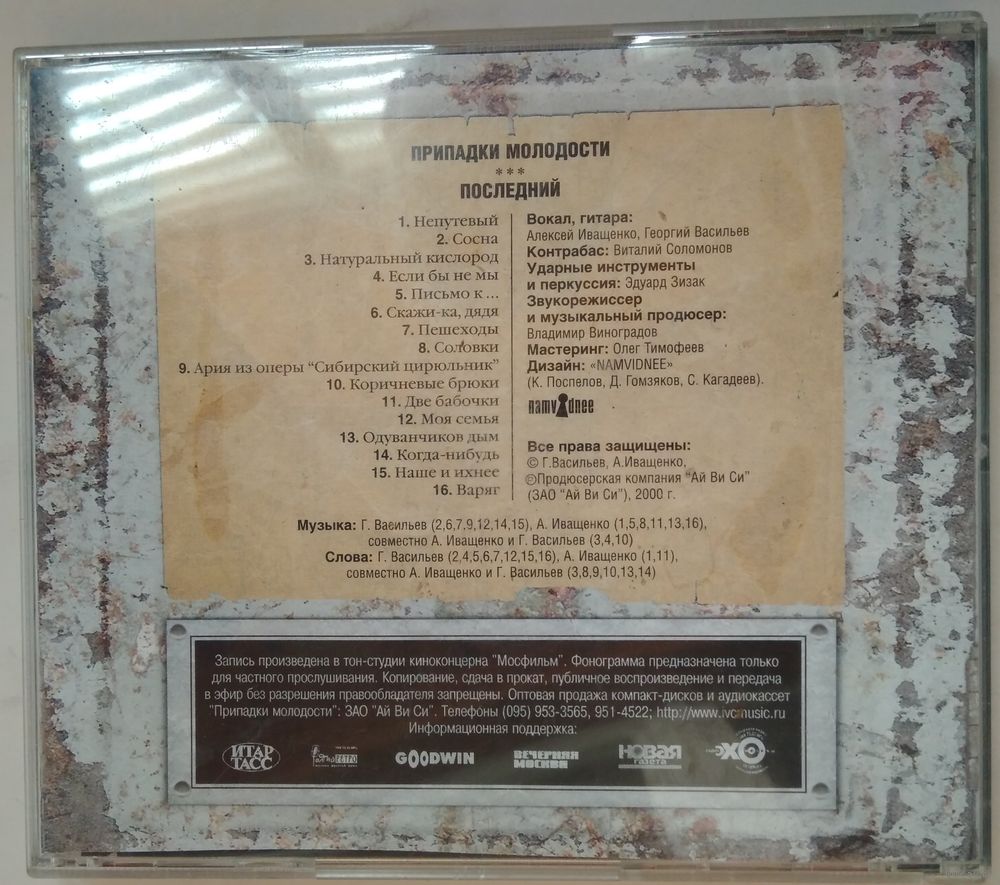 ПРИПАДКИ МОЛОДОСТИ
***
ПОСЛЕДНИЙ
1. Непутевый
2. Сосна
3. Натуральный кислород
4. Если бы не мы
5. Письмо к ...
6. Скажи-ка, дядя
7. Пешеходы
8. Соловки
9. Ария из оперы "Сибирский цирюльник"
10. Коричневые брюки
11. Две бабочки
12. Моя семья
13. Одуванчиков дым
14. Когда-нибудь
15. Наше и ихнее
16. Варяг
Вокал, гитара:
Алексей Иващенко, Георгий Васильев
Контрабас: Виталий Соломонов
Ударные инструменты
и перкуссия: Эдуард Зизак
Звукорежиссер
и музыкальный продюсер:
Владимир Виноградов
Мастеринг: Олег Тимофеев
Дизайн: «NAMVIDNEE»
(К. Поспелов, Д. Гомзяков, С. Кагадеев).
namvidnee
Все права защищены:
© Г.Васильев, А.Иващенко,
℗Продюсерская компания "Ай Ви Си"
(ЗАО "Ай Ви Си"), 2000 г.
Музыка: Г. Васильев (2,6,7,9,12,14,15), А. Иващенко (1,5,8,11,13,16),
совместно А. Иващенко и Г. Васильев (3,4,10)
Слова: Г. Васильев (2,4,5,6,7,12,15,16), А. Иващенко (1,11),
совместно А. Иващенко и Г. Васильев (3,8,9,10,13,14)
Запись произведена в тон-студии киноконцерна "Мосфильм". Фонограмма предназначена только
для частного прослушивания. Копирование, сдача в прокат, публичное воспроизведение и передача
в эфир без разрешения правообладателя запрещены. Оптовая продажа компакт-дисков и аудиокассет
"Припадки молодости": ЗАО "Ай Ви Си". Телефоны (095) 953-3565, 951-4522; http://www.ivcmusic.ru
Информационная поддержка:
ИТАР
ТАСС
РЕТРО
GOODWIN
ВЕЧЕРНЯЯ
МОСКВА
НОВАЯ
газета
ЭХО